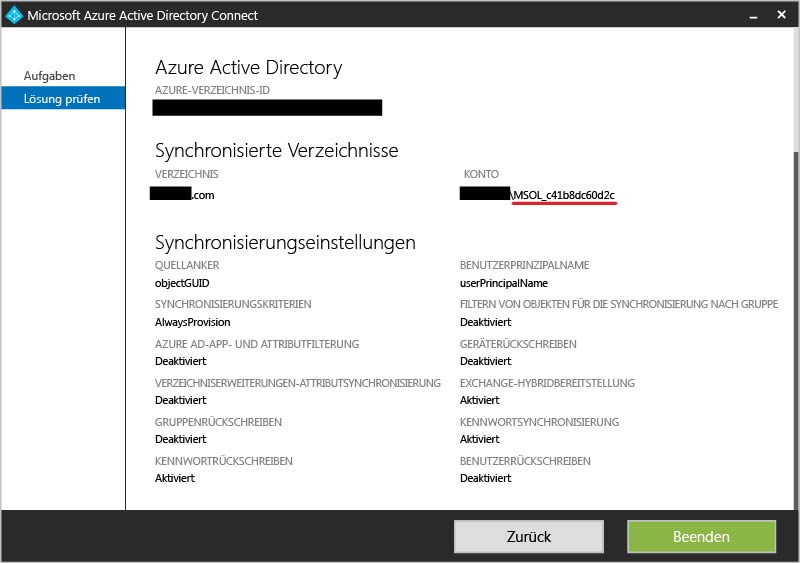 Microsoft Azure Active Directory Connect
Aufgaben
Lösung prüfen
Azure Active Directory
AZURE-VERZEICHNIS-ID
Synchronisierte Verzeichnisse
VERZEICHNIS
KONTO
.com
\MSOL_c41b8dc60d2c
Synchronisierungseinstellungen
QUELLANKER
BENUTZERPRINZIPALNAME
objectGUID
userPrincipalName
SYNCHRONISIERUNGSKRITERIEN
FILTERN VON OBJEKTEN FÜR DIE SYNCHRONISIERUNG NACH GRUPPE
AlwaysProvision
Deaktiviert
AZURE AD-APP- UND ATTRIBUTFILTERUNG
GERÄTERÜCKSCHREIBEN
Deaktiviert
Deaktiviert
VERZEICHNISERWEITERUNGEN-ATTRIBUTSYNCHRONISIERUNG
EXCHANGE-HYBRIDBEREITSTELLUNG
Deaktiviert
Aktiviert
GRUPPENRÜCKSCHREIBEN
KENNWORTSYNCHRONISIERUNG
Deaktiviert
Aktiviert
KENNWORTRÜCKSCHREIBEN
BENUTZERRÜCKSCHREIBEN
Aktiviert
Deaktiviert
Zurück
Beenden